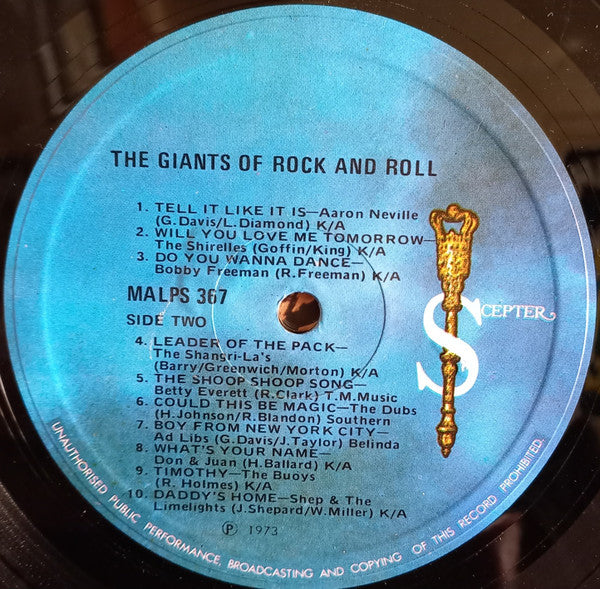 THE GIANTS OF ROCK AND ROLL
1. TELL IT LIKE IT IS—Aaron Neville
(G. Davis/L. Diamond) K/A
2. WILL YOU LOVE ME TOMORROW—
The Shirelles (Goffin/King) K/A
3. DO YOU WANNA DANCE—
Bobby Freeman (R. Freeman) K/A
MALPS 367
SIDE TWO
SCEPTER
4. LEADER OF THE PACK—
The Shangri-La's
(Barry/Greenwich/Morton) K/A
5. THE SHOOP SHOOP SONG—
Betty Everett (R. Clark) T.M. Music
6. COULD THIS BE MAGIC—The Dubs
(H. Johnson/R. Blandon) Southern
7. BOY FROM NEW YORK CITY—
Ad Libs (G. Davis/J. Taylor) Belinda
8. WHAT'S YOUR NAME—
Don & Juan (H. Ballard) K/A
9. TIMOTHY—The Buoys
(R. Holmes) K/A
10. DADDY'S HOME—Shep & The
Limelights (J. Shepard/W. Miller) K/A
℗ 1973
UNAUTHORISED PUBLIC PERFORMANCE, BROADCASTING AND COPYING OF THIS RECORD PROHIBITED.